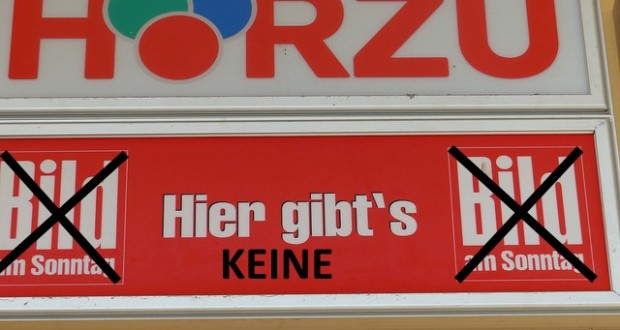 HÖRZU
Bild
am Sonntag
Hier gibt's
KEINE
Bild
am Sonntag